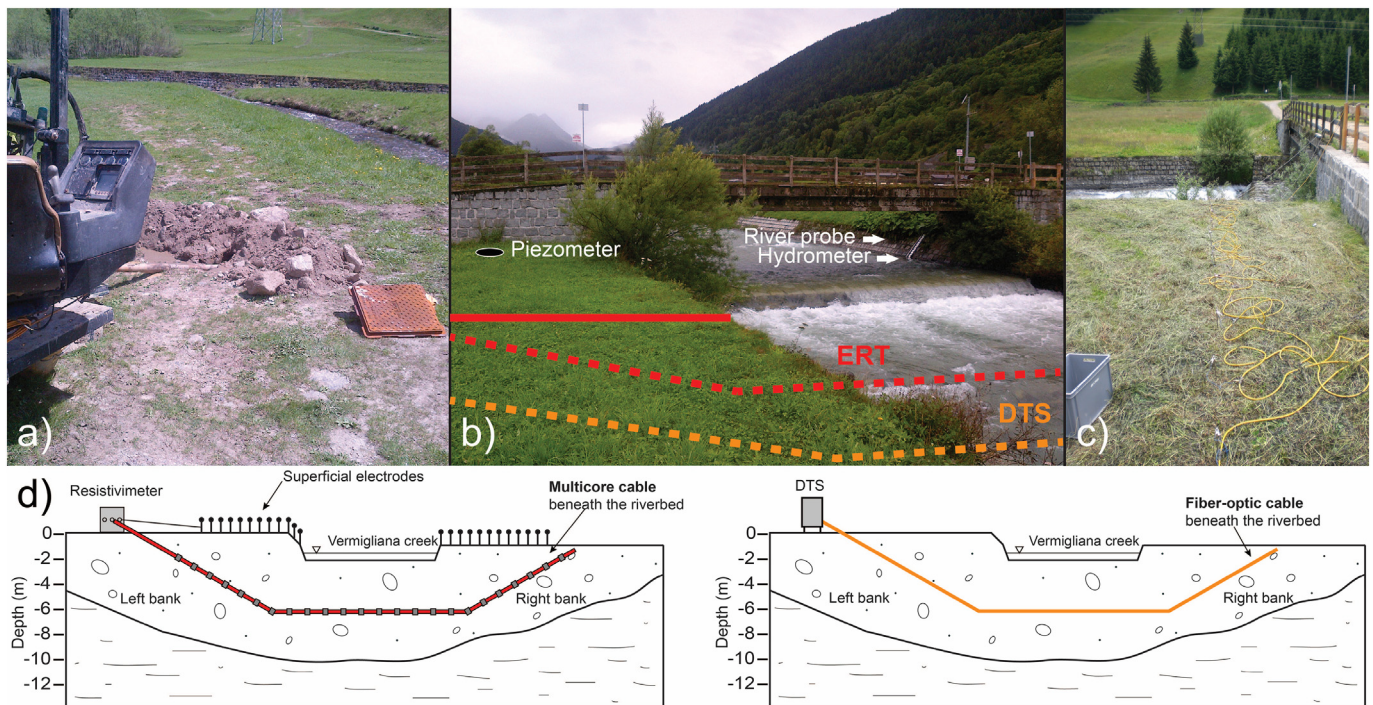 River probe
Piezometer
Hydrometer
ERT
DTS
a)
b)
c)
d)
Superficial electrodes
Resistivimeter
Multicore cable
beneath the riverbed
Vermigliana creek
Left bank
Right bank
Depth (m)
0
-2
-4
-6
-8
-10
-12
DTS
Fiber-optic cable
beneath the riverbed
Vermigliana creek
Left bank
Right bank
Depth (m)
0
-2
-4
-6
-8
-10
-12